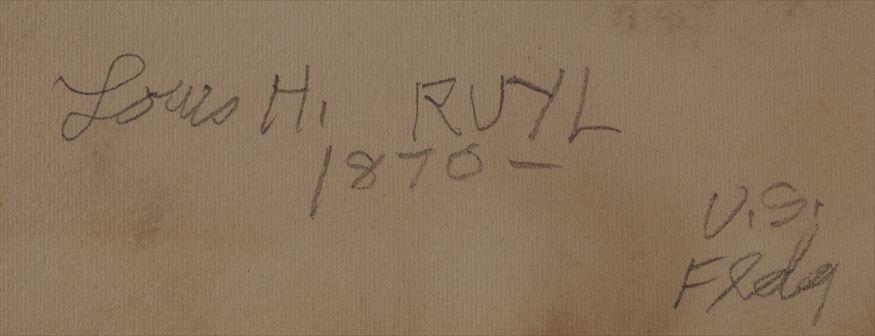 Louis H. RUYL
1870 –
U.S.
Fldg